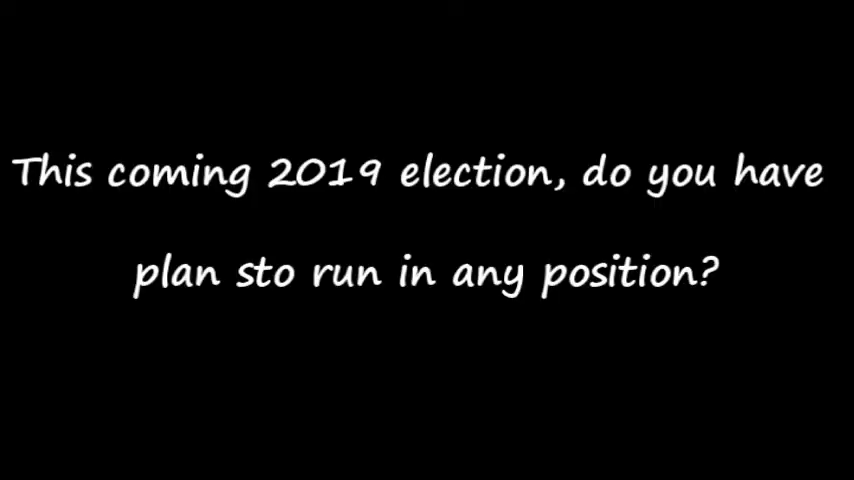 This coming 2019 election, do you have
plan sto run in any position?